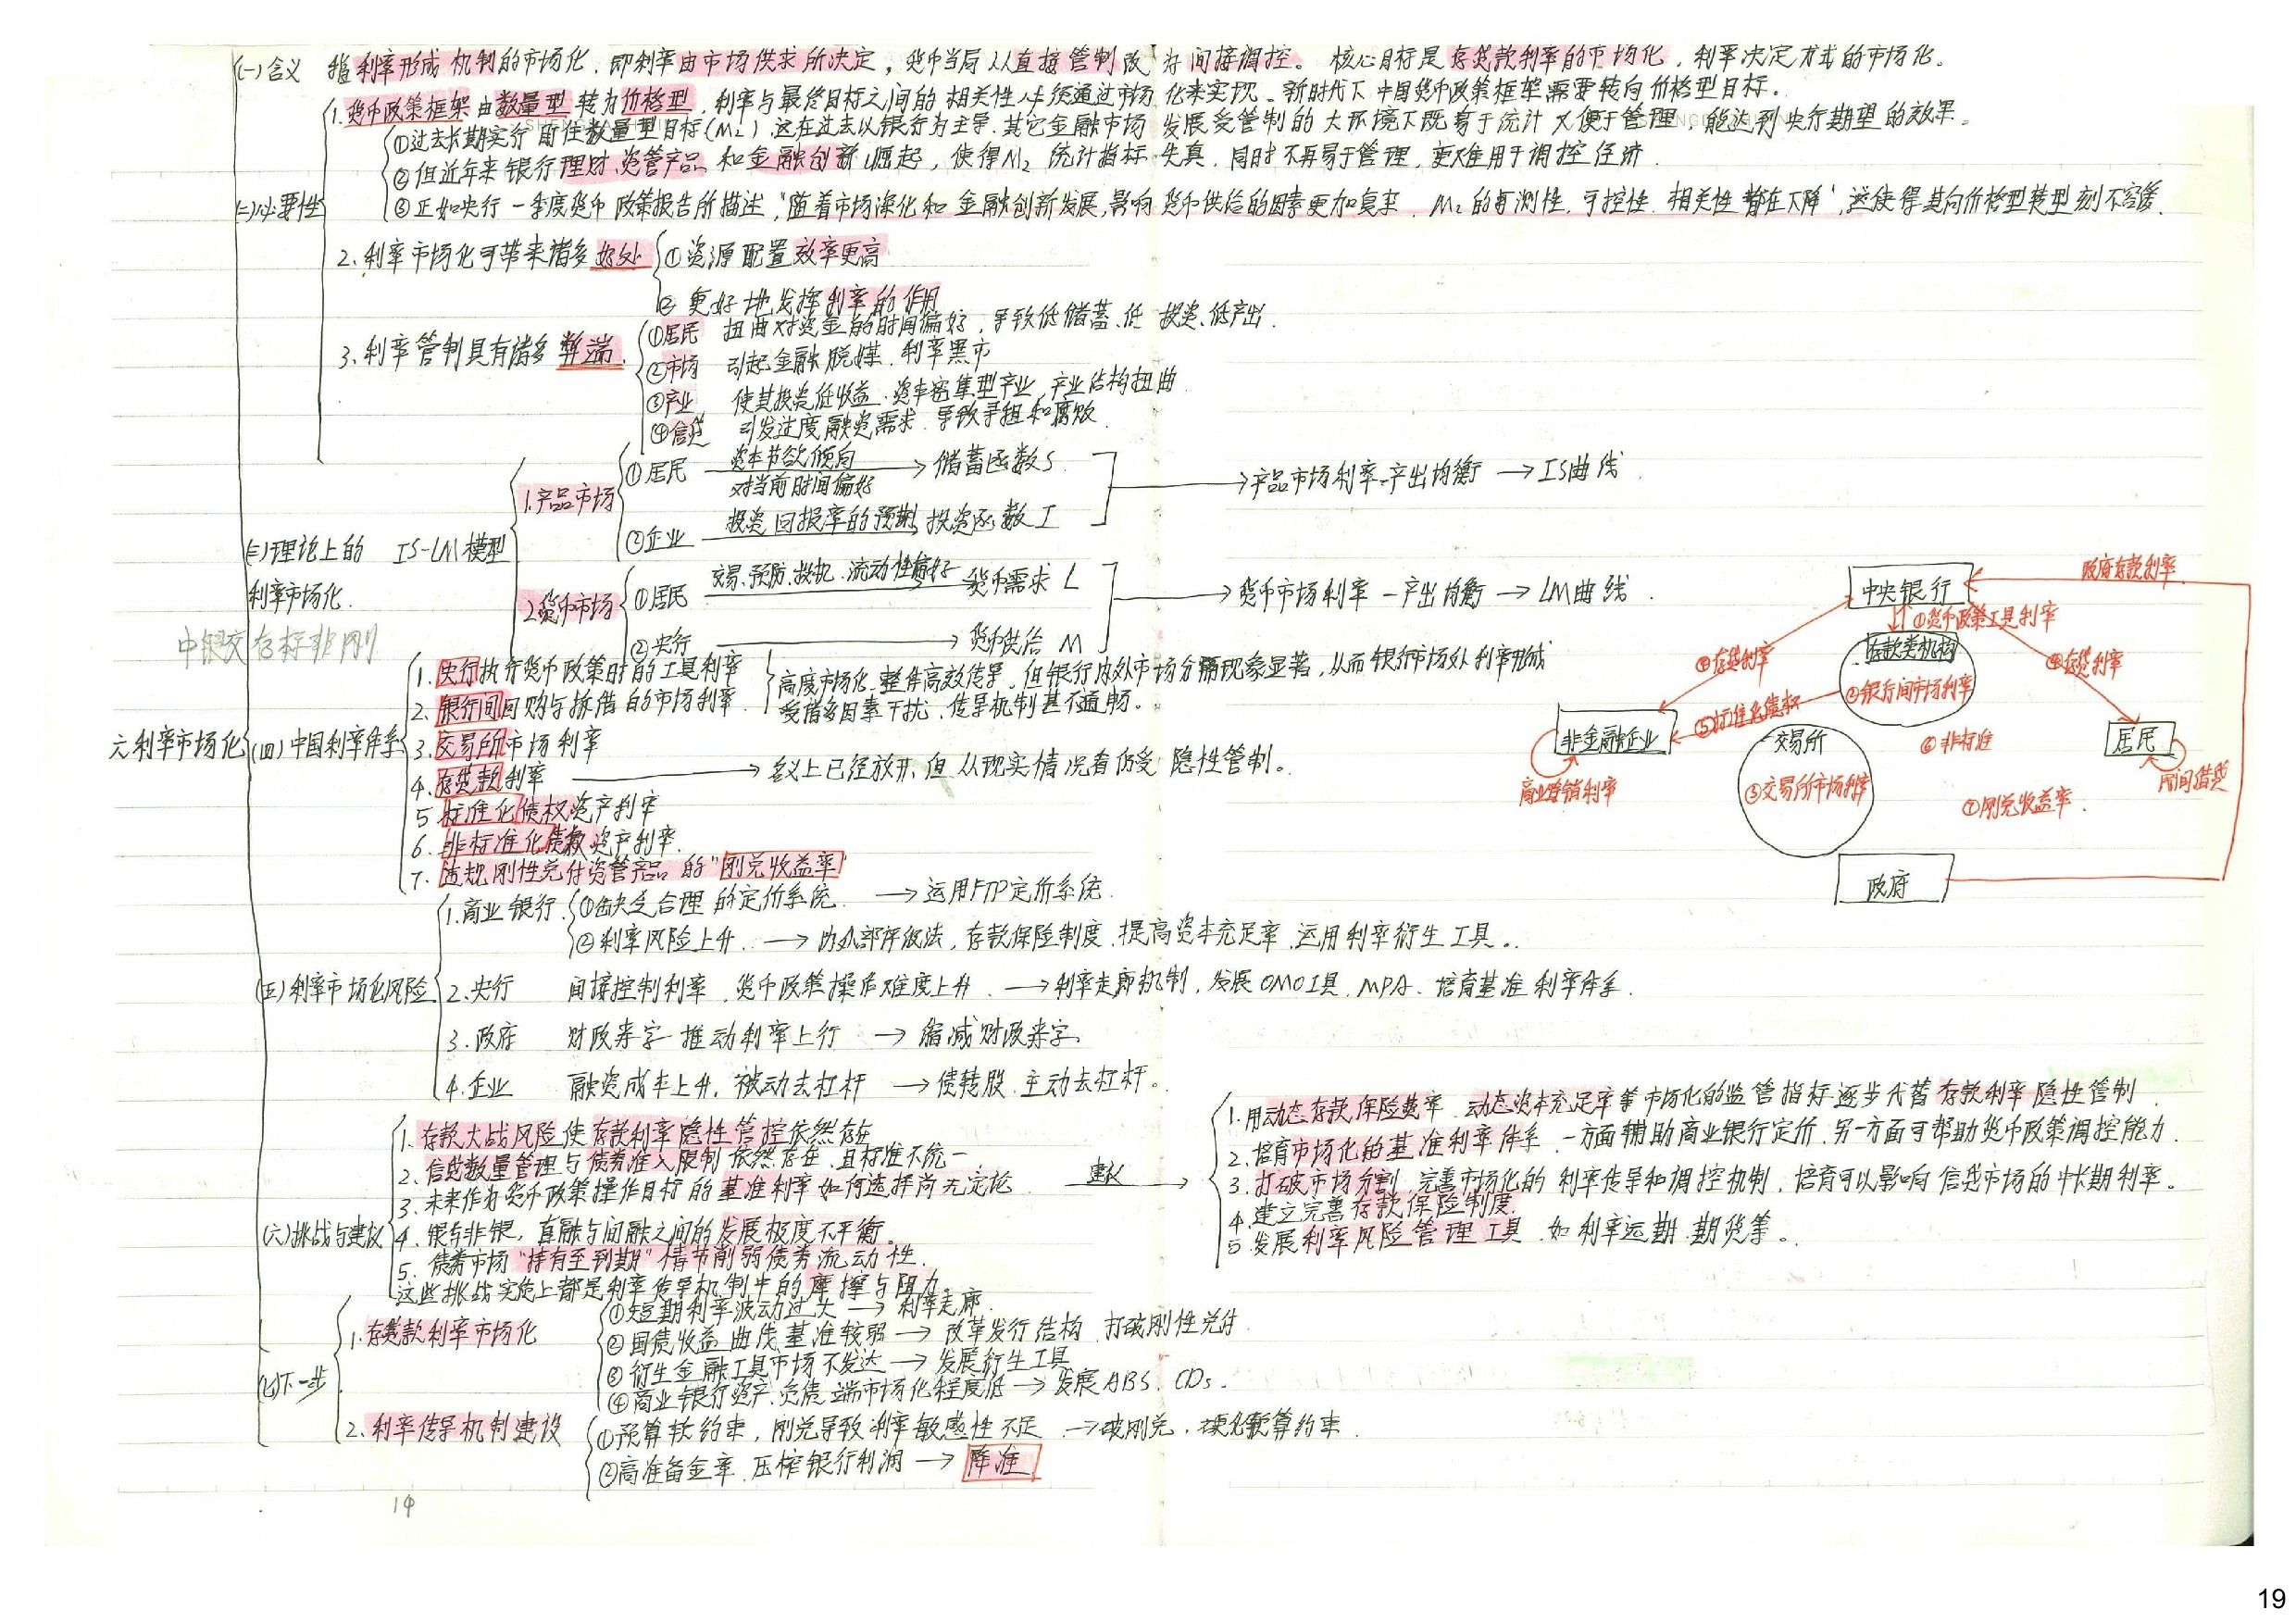 (一)含义 指利率形成机制的市场化,即利率由市场供求所决定,货币当局从直接管制改为间接调控。核心目标是存贷款利率的市场化,利率决定方式的市场化。
(二)必要性
1.货币政策框架由数量型转为价格型,利率与最终目标之间的相关性必须通过市场化来实现。新时代下中国货币政策框架需要转向价格型目标。
①过去长期实行 数量型目标(M2),这在过去以银行为主导、其它金融市场发展受管制的大环境下既易于统计又便于管理,能达到央行期望的效果。
②但近年来银行理财、资管产品和金融创新崛起,使得M2统计指标失真,同时不再易于管理,更难用于调控经济.
③正如央行一季度货币政策报告所描述,"随着市场深化和金融创新发展,影响货币供给的因素更加复杂,M2的可测性、可控性、相关性都在下降",这使得其向价格型转型刻不容缓.
2.利率市场化可带来诸多好处
①资源配置效率更高
②更好地发挥利率的作用
3.利率管制具有诸多弊端.
①居民 扭曲对资金的时间偏好,导致低储蓄、低投资、低产出.
②市场 引起金融脱媒、利率黑市
③产业 使其投资低收益、资本密集型产业,产业结构扭曲.
④信贷 引发过度融资需求,导致寻租和腐败.
(三)理论上的利率市场化. IS-LM模型
1.产品市场
①居民 资本节欲倾向 对当前时间偏好 → 储蓄函数S.
②企业 投资回报率的预期 → 投资函数I
→产品市场利率-产出均衡 → IS曲线.
2.货币市场
①居民 交易、预防、投机、流动性偏好 → 货币需求L
②央行 → 货币供给M
→货币市场利率-产出均衡 → LM曲线.
中银交存标非刚
六利率市场化
(四)中国利率体系
1.央行执行货币政策时的工具利率
2.银行间回购与拆借的市场利率.
高度市场化、整体高效传导,但银行内外市场分隔现象显著,从而银行市场外利率形成
受诸多因素干扰,传导机制甚不通畅。
3.交易所市场利率
4.存贷款利率 → 名义上已经放开,但从现实情况看仍受隐性管制。
5.标准化债权资产利率
6.非标准化债权资产利率.
7.违规刚性兑付资管产品的"刚兑收益率"
中央银行
政府存款利率
①货币政策工具利率
存款类机构
②银行间市场利率
④存贷利率
④存贷利率
⑤标准化债权
非金融企业
商业赊销利率
交易所
③交易所市场利率
⑥非标准
居民
民间借贷
⑦刚兑收益率.
政府
(五)利率市场化风险
1.商业银行
①缺乏合理的定价系统. → 运用FTP定价系统.
②利率风险上升. → 内外部评级法,存款保险制度,提高资本充足率,运用利率衍生工具。
2.央行 间接控制利率,货币政策操作难度上升. → 利率走廊机制,发展OMO工具、MPA、培育基准利率体系.
3.政府 财政赤字推动利率上行 → 缩减财政赤字.
4.企业 融资成本上升,被动去杠杆 → 债转股,主动去杠杆。
(六)挑战与建议
1.存款大战风险使存款利率隐性管控依然存在
2.信贷数量管理与债券准入限制依然存在,且标准不统一.
3.未来作为货币政策操作目标的基准利率如何选择尚无定论.
4.银与非银,直融与间融之间的发展极度不平衡。
5.债券市场"持有至到期"情节削弱债券流动性.
这些挑战实质上都是利率传导机制中的摩擦与阻力.
建议 →
1.用动态存款保险费率、动态资本充足率等市场化的监管指标逐步代替存款利率隐性管制.
2.培育市场化的基准利率体系,一方面辅助商业银行定价,另一方面可帮助货币政策调控能力.
3.打破市场分割,完善市场化的利率传导和调控机制,培育可以影响信贷市场的中长期利率。
4.建立完善存款保险制度.
5.发展利率风险管理工具,如利率远期、期货等。
(七)下一步
1.存贷款利率市场化
①短期利率波动过大 → 利率走廊.
②国债收益曲线基准较弱 → 改革发行结构,打破刚性兑付.
③衍生金融工具市场不发达 → 发展衍生工具
④商业银行资产、负债端市场化程度低 → 发展ABS、CDs.
2.利率传导机制建设
①预算软约束,刚兑导致利率敏感性不足 → 破刚兑、硬化预算约束.
②高准备金率,压榨银行利润 → 降准
19